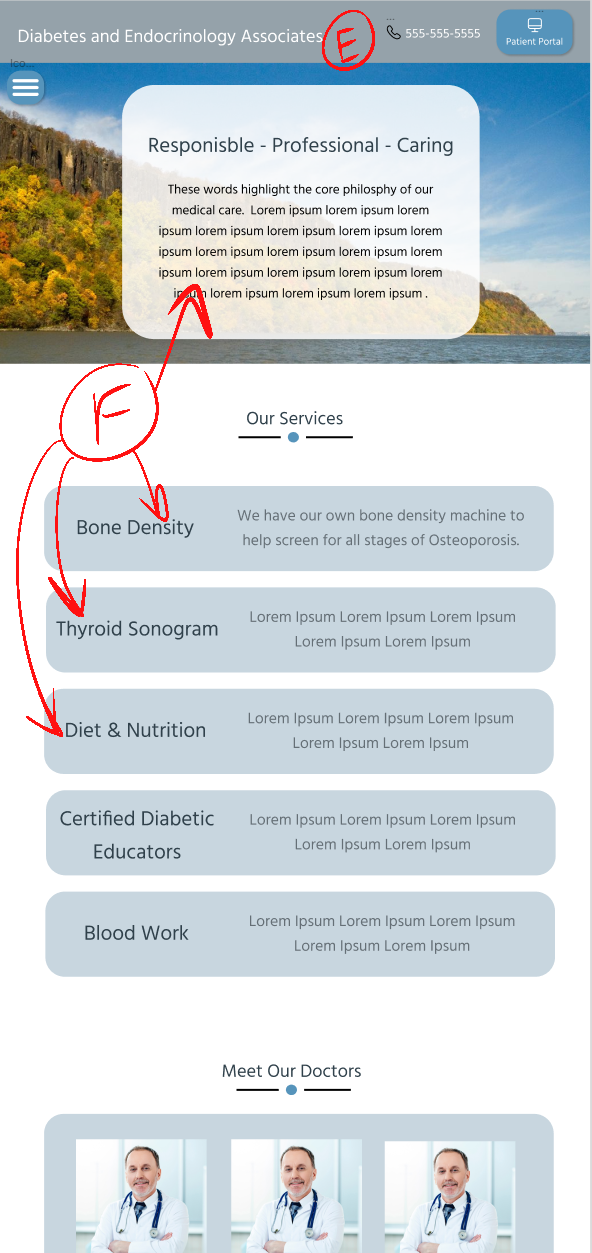 Diabetes and Endocrinology Associates
E
...
555-555-5555
...
Patient Portal
Ico...
Responisble - Professional - Caring
These words highlight the core philosphy of our
medical care. Lorem ipsum lorem ipsum lorem
ipsum lorem ipsum lorem ipsum lorem ipsum lorem
ipsum lorem ipsum lorem ipsum lorem ipsum lorem
ipsum lorem ipsum lorem ipsum lorem ipsum lorem
ipsum lorem ipsum lorem ipsum lorem ipsum .
F
Our Services
Bone Density
We have our own bone density machine to
help screen for all stages of Osteoporosis.
Thyroid Sonogram
Lorem Ipsum Lorem Ipsum Lorem Ipsum
Lorem Ipsum Lorem Ipsum
Diet & Nutrition
Lorem Ipsum Lorem Ipsum Lorem Ipsum
Lorem Ipsum Lorem Ipsum
Certified Diabetic
Educators
Lorem Ipsum Lorem Ipsum Lorem Ipsum
Lorem Ipsum Lorem Ipsum
Blood Work
Lorem Ipsum Lorem Ipsum Lorem Ipsum
Lorem Ipsum Lorem Ipsum
Meet Our Doctors